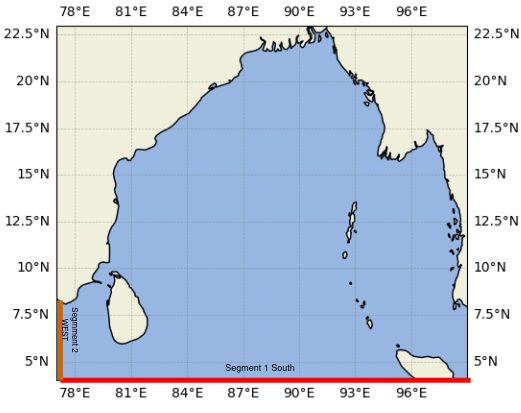 78°E 81°E 84°E 87°E 90°E 93°E 96°E
22.5°N 22.5°N
20°N 20°N
17.5°N 17.5°N
15°N 15°N
12.5°N 12.5°N
10°N 10°N
7.5°N 7.5°N
5°N 5°N
Segmment 2
WEST
Segment 1 South
78°E 81°E 84°E 87°E 90°E 93°E 96°E